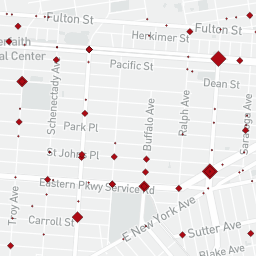 Fulton St
Fulton St
Herkimer St
al Center
Pacific St
Dean St
Schenectady Ave
Buffalo Ave
Ralph Ave
Saratoga Ave
Park Pl
St Johns Pl
Eastern Pkwy Service Rd
Troy Ave
Carroll St
E New York Ave
Sutter Ave
Blake Ave